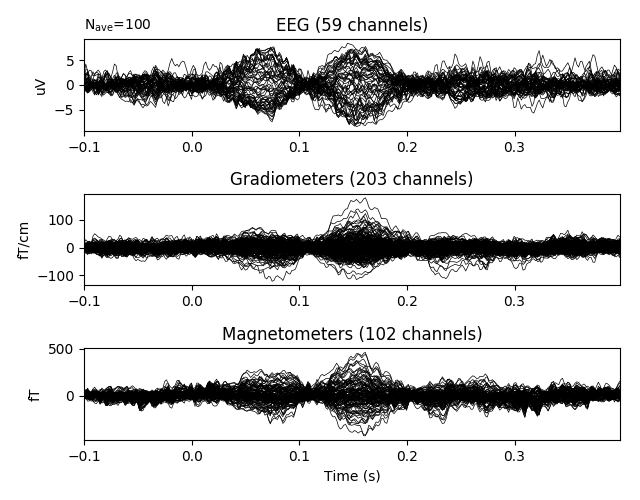 N_ave=100
EEG (59 channels)
5
0
−5
uV
−0.1 0.0 0.1 0.2 0.3
Gradiometers (203 channels)
100
0
−100
fT/cm
−0.1 0.0 0.1 0.2 0.3
Magnetometers (102 channels)
500
0
fT
−0.1 0.0 0.1 0.2 0.3
Time (s)